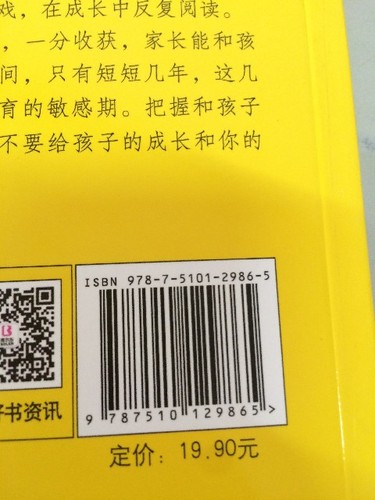 戏，在成长中反复阅读。
，一分收获，家长能和孩
间，只有短短几年，这几
育的敏感期。把握和孩子
不要给孩子的成长和你的
ISBN 978-7-5101-2986-5
9 787510 129865>
书资讯
定价：19.90元